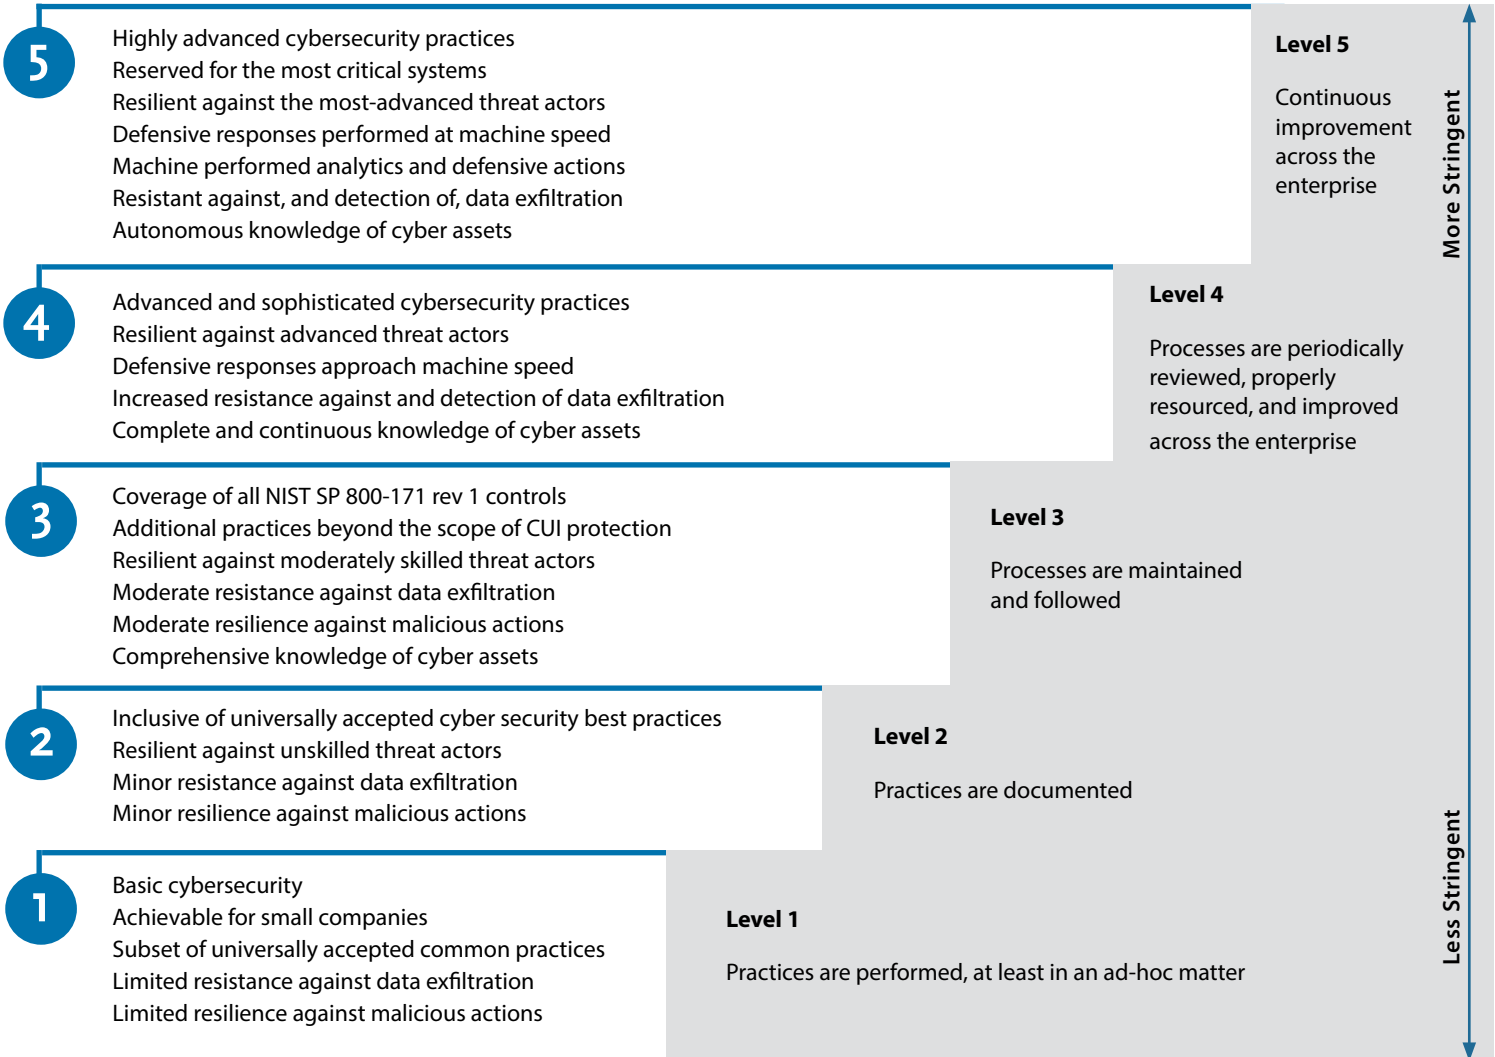 5
Highly advanced cybersecurity practices
Reserved for the most critical systems
Resilient against the most-advanced threat actors
Defensive responses performed at machine speed
Machine performed analytics and defensive actions
Resistant against, and detection of, data exfiltration
Autonomous knowledge of cyber assets
Level 5
Continuous
improvement
across the
enterprise
More Stringent
4
Advanced and sophisticated cybersecurity practices
Resilient against advanced threat actors
Defensive responses approach machine speed
Increased resistance against and detection of data exfiltration
Complete and continuous knowledge of cyber assets
Level 4
Processes are periodically
reviewed, properly
resourced, and improved
across the enterprise
3
Coverage of all NIST SP 800-171 rev 1 controls
Additional practices beyond the scope of CUI protection
Resilient against moderately skilled threat actors
Moderate resistance against data exfiltration
Moderate resilience against malicious actions
Comprehensive knowledge of cyber assets
Level 3
Processes are maintained
and followed
2
Inclusive of universally accepted cyber security best practices
Resilient against unskilled threat actors
Minor resistance against data exfiltration
Minor resilience against malicious actions
Level 2
Practices are documented
1
Basic cybersecurity
Achievable for small companies
Subset of universally accepted common practices
Limited resistance against data exfiltration
Limited resilience against malicious actions
Level 1
Practices are performed, at least in an ad-hoc matter
Less Stringent